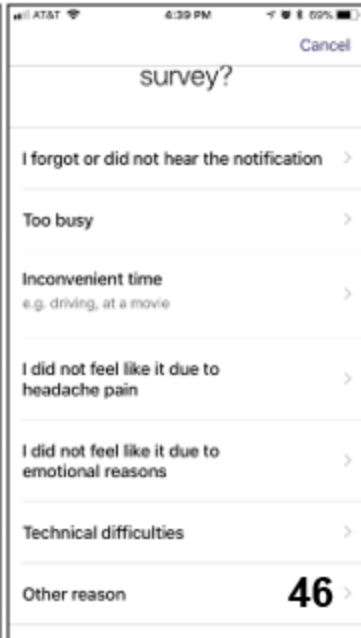 AT&T 4:39 PM 69%
Cancel
survey?
I forgot or did not hear the notification
Too busy
Inconvenient time
e.g. driving, at a movie
I did not feel like it due to
headache pain
I did not feel like it due to
emotional reasons
Technical difficulties
Other reason 46